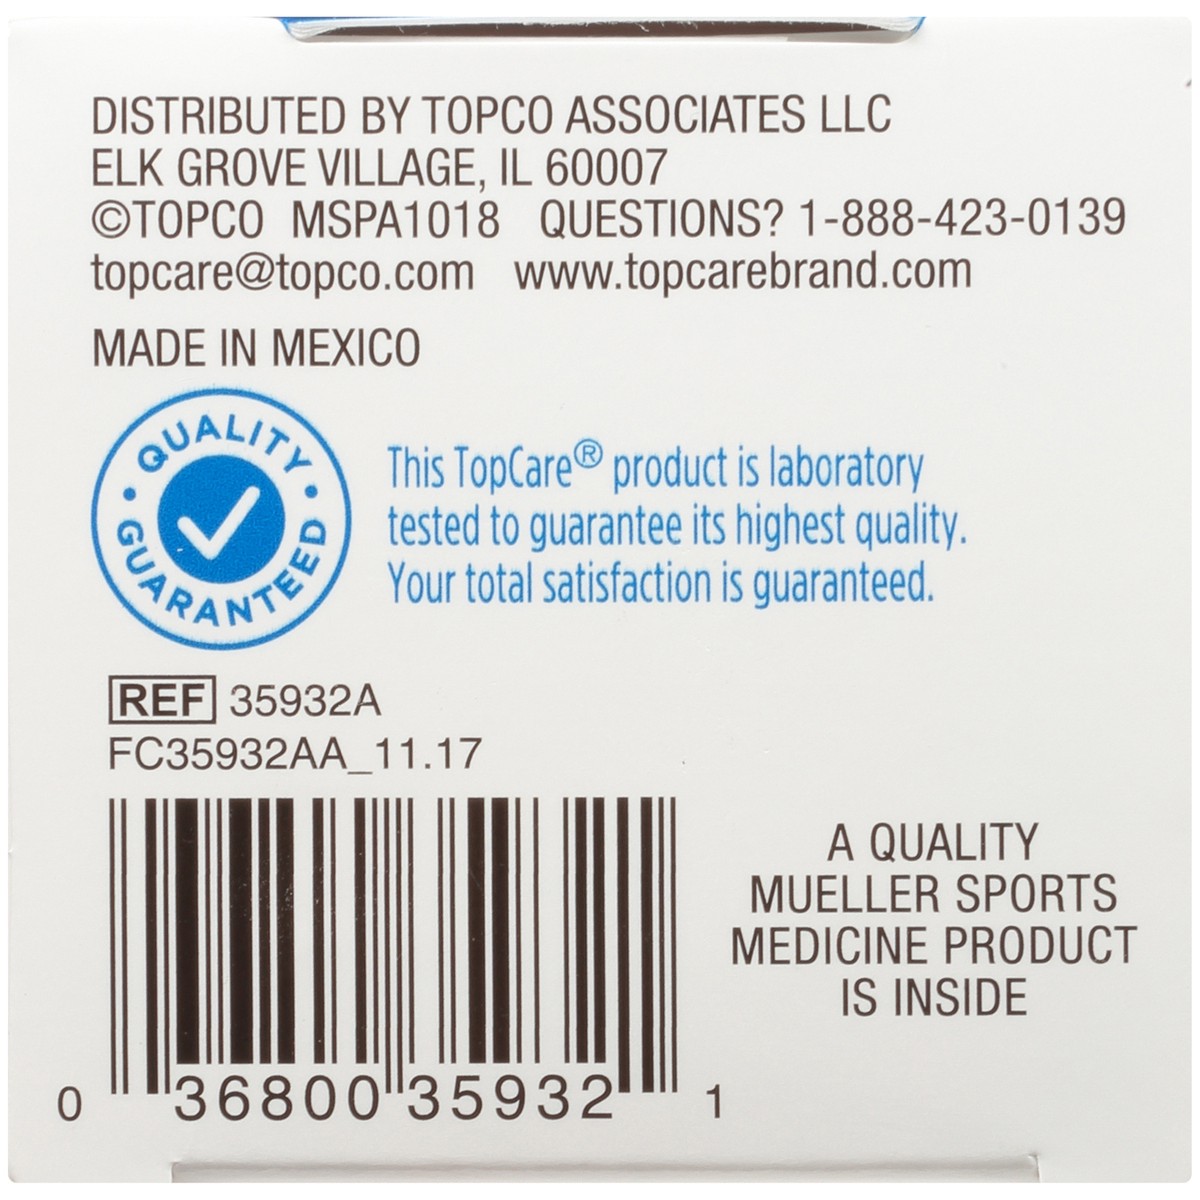 DISTRIBUTED BY TOPCO ASSOCIATES LLC
ELK GROVE VILLAGE, IL 60007
©TOPCO MSPA1018 QUESTIONS? 1-888-423-0139
topcare@topco.com www.topcarebrand.com
MADE IN MEXICO
• QUALITY •
GUARANTEED
This TopCare® product is laboratory
tested to guarantee its highest quality.
Your total satisfaction is guaranteed.
REF 35932A
FC35932AA_11.17
0 36800 35932 1
A QUALITY
MUELLER SPORTS
MEDICINE PRODUCT
IS INSIDE